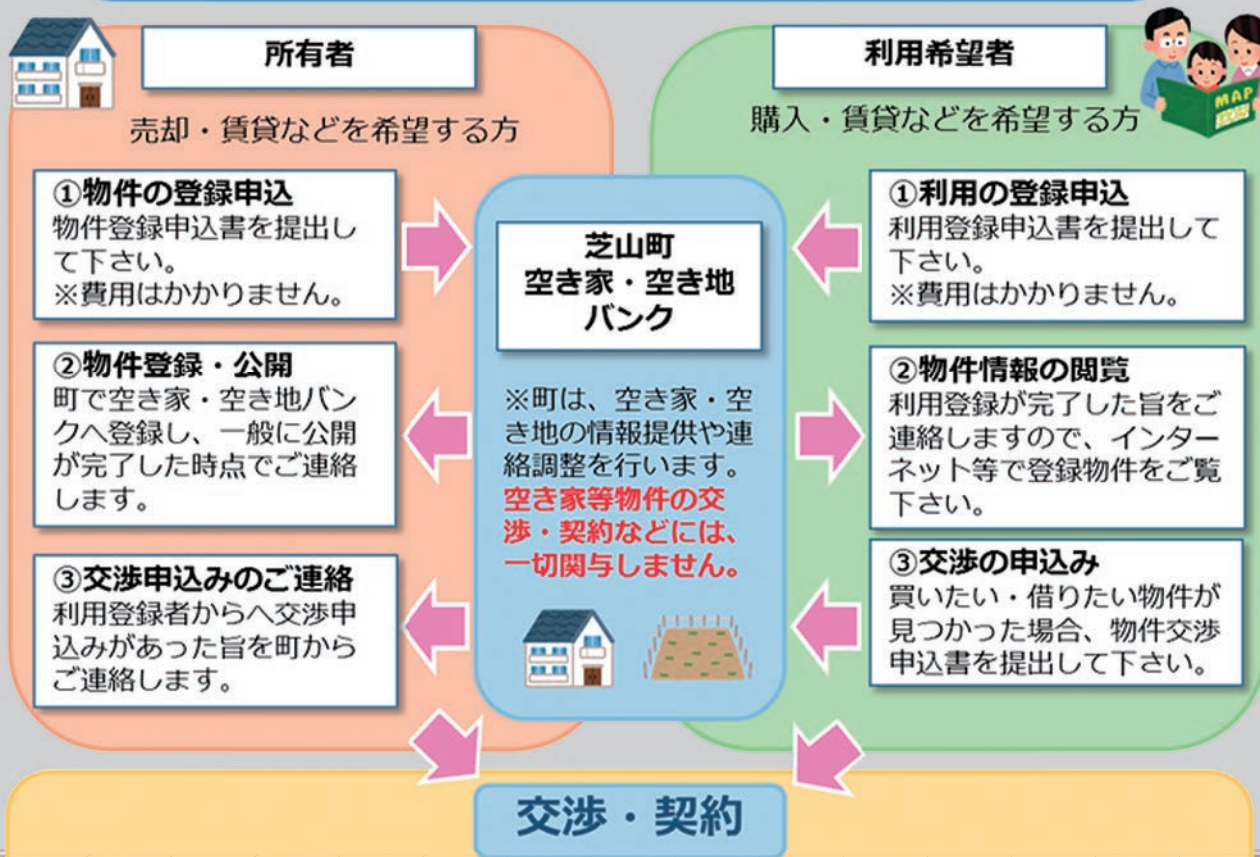 所有者
売却・賃貸などを希望する方
①物件の登録申込
物件登録申込書を提出し
て下さい。
※費用はかかりません。
②物件登録・公開
町で空き家・空き地バン
クへ登録し、一般に公開
が完了した時点でご連絡
します。
③交渉申込みのご連絡
利用登録者からへ交渉申
込みがあった旨を町から
ご連絡します。
芝山町
空き家・空き地
バンク
※町は、空き家・空
き地の情報提供や連
絡調整を行います。
空き家等物件の交
渉・契約などには、
一切関与しません。
利用希望者
MAP
購入・賃貸などを希望する方
①利用の登録申込
利用登録申込書を提出して
下さい。
※費用はかかりません。
②物件情報の閲覧
利用登録が完了した旨をご
連絡しますので、インター
ネット等で登録物件をご覧
下さい。
③交渉の申込み
買いたい・借りたい物件が
見つかった場合、物件交渉
申込書を提出して下さい。
交渉・契約